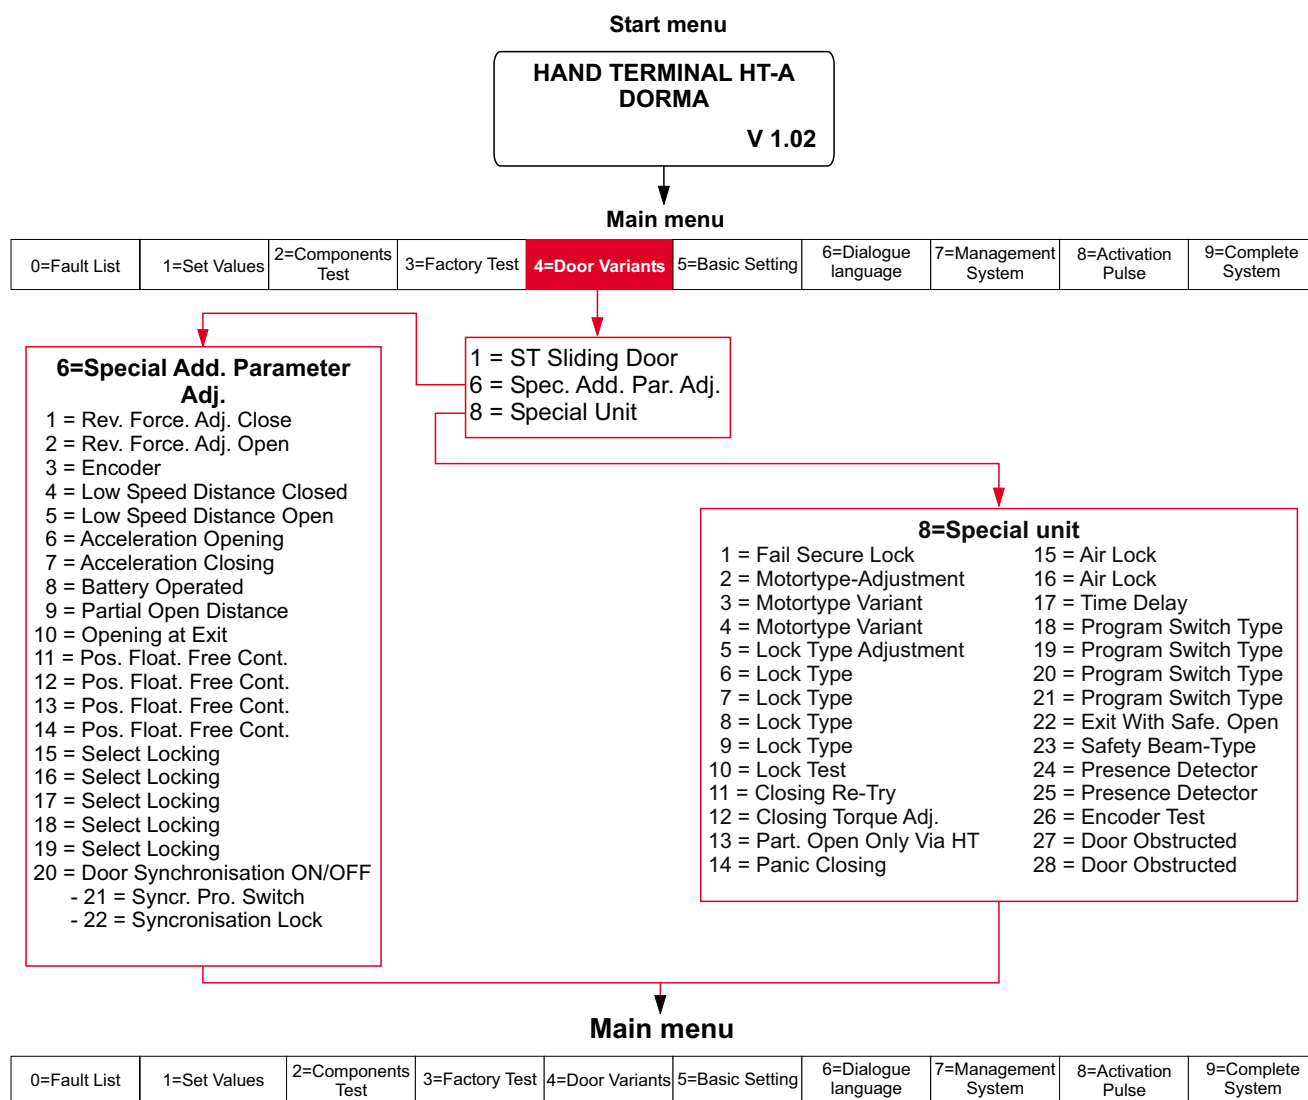 Start menu
HAND TERMINAL HT-A
DORMA
V 1.02
Main menu
0=Fault List
1=Set Values
2=Components
Test
3=Factory Test
4=Door Variants
5=Basic Setting
6=Dialogue
language
7=Management
System
8=Activation
Pulse
9=Complete
System
1 = ST Sliding Door
6 = Spec. Add. Par. Adj.
8 = Special Unit
6=Special Add. Parameter
Adj.
1 = Rev. Force. Adj. Close
2 = Rev. Force. Adj. Open
3 = Encoder
4 = Low Speed Distance Closed
5 = Low Speed Distance Open
6 = Acceleration Opening
7 = Acceleration Closing
8 = Battery Operated
9 = Partial Open Distance
10 = Opening at Exit
11 = Pos. Float. Free Cont.
12 = Pos. Float. Free Cont.
13 = Pos. Float. Free Cont.
14 = Pos. Float. Free Cont.
15 = Select Locking
16 = Select Locking
17 = Select Locking
18 = Select Locking
19 = Select Locking
20 = Door Synchronisation ON/OFF
- 21 = Syncr. Pro. Switch
- 22 = Syncronisation Lock
8=Special unit
1 = Fail Secure Lock
2 = Motortype-Adjustment
3 = Motortype Variant
4 = Motortype Variant
5 = Lock Type Adjustment
6 = Lock Type
7 = Lock Type
8 = Lock Type
9 = Lock Type
10 = Lock Test
11 = Closing Re-Try
12 = Closing Torque Adj.
13 = Part. Open Only Via HT
14 = Panic Closing
15 = Air Lock
16 = Air Lock
17 = Time Delay
18 = Program Switch Type
19 = Program Switch Type
20 = Program Switch Type
21 = Program Switch Type
22 = Exit With Safe. Open
23 = Safety Beam-Type
24 = Presence Detector
25 = Presence Detector
26 = Encoder Test
27 = Door Obstructed
28 = Door Obstructed
Main menu
0=Fault List
1=Set Values
2=Components
Test
3=Factory Test
4=Door Variants
5=Basic Setting
6=Dialogue
language
7=Management
System
8=Activation
Pulse
9=Complete
System